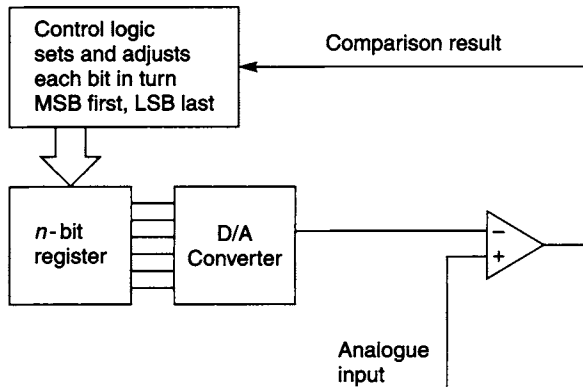 Control logic
sets and adjusts
each bit in turn
MSB first, LSB last
Comparison result
n-bit
register
D/A
Converter
−
+
Analogue
input